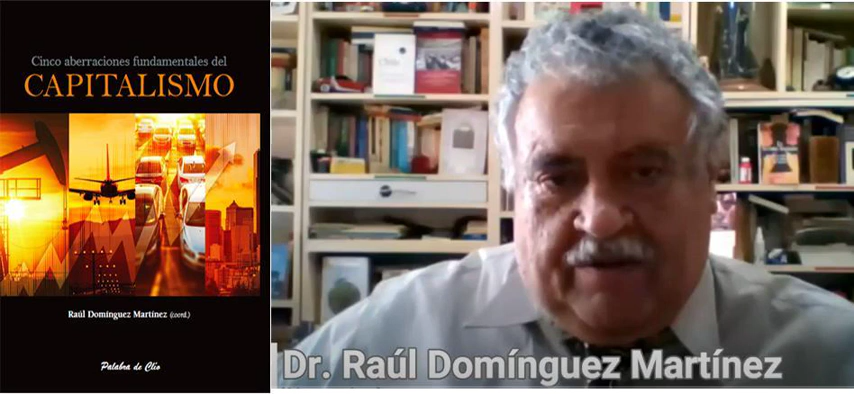 Cinco aberraciones fundamentales del
CAPITALISMO
Raúl Domínguez Martínez (coord.)
Palabra de Clío
Dr. Raúl Domínguez Martínez